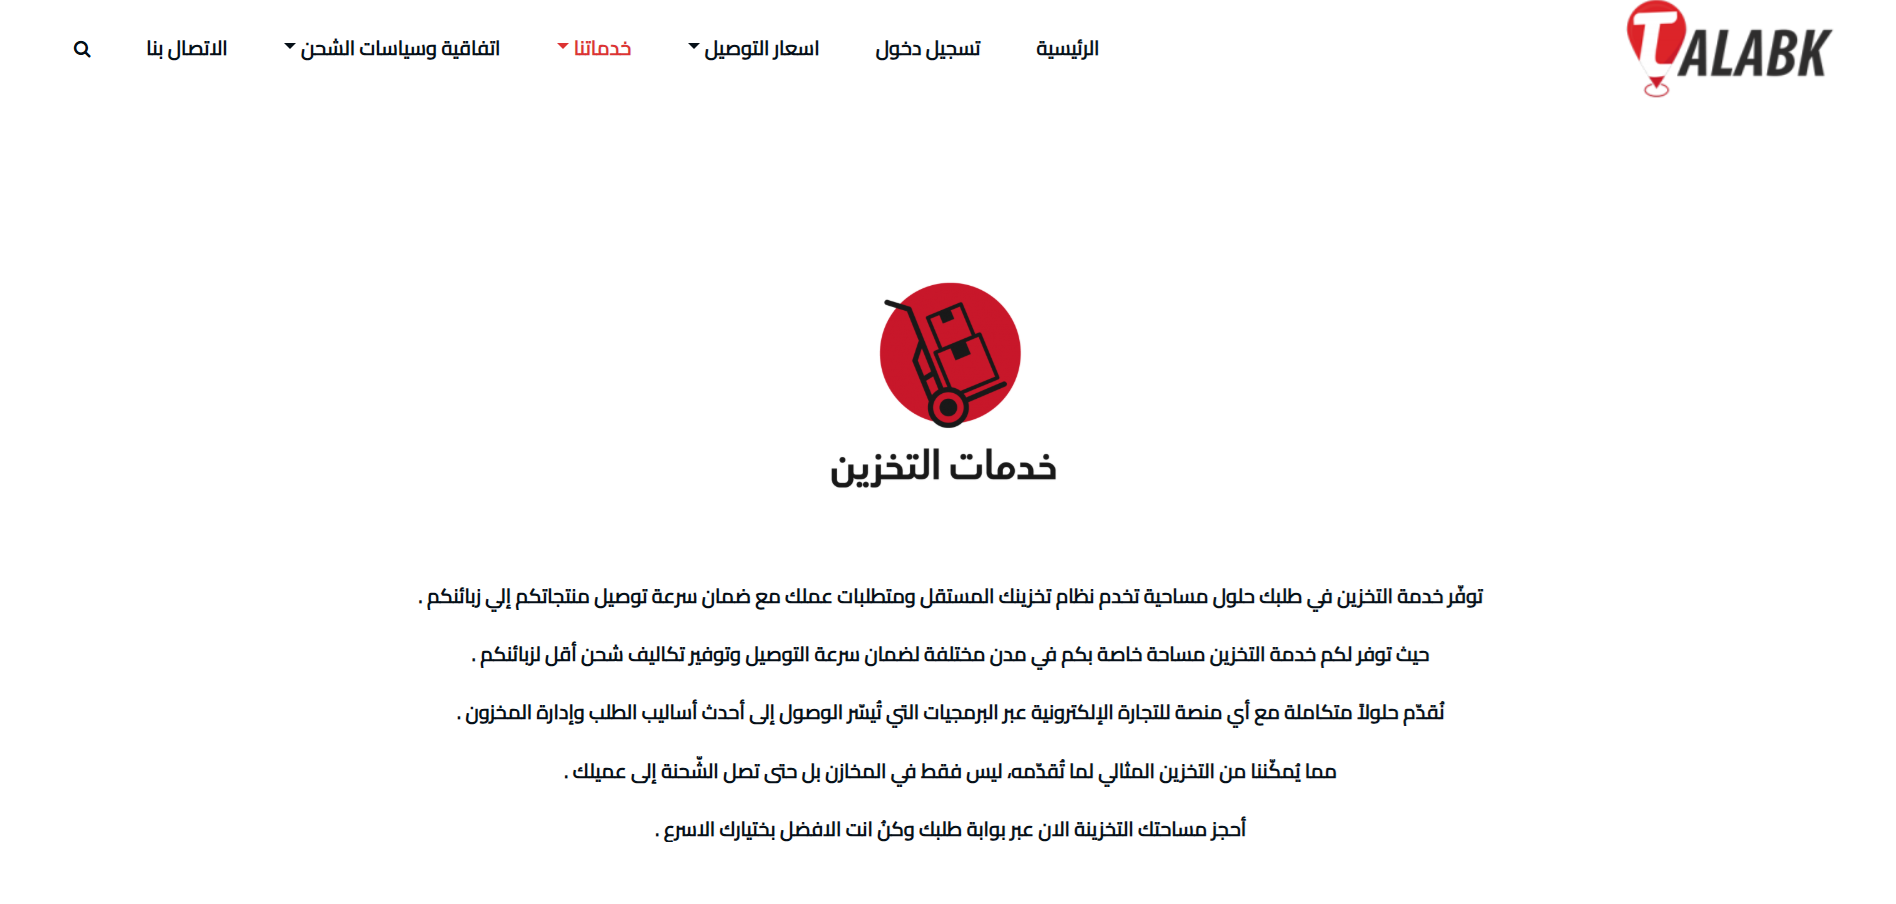 TALABK
الرئيسية
تسجيل دخول
اسعار التوصيل
خدماتنا
اتفاقية وسياسات الشحن
الاتصال بنا
خدمات التخزين
توفّر خدمة التخزين في طلبك حلول مساحية تخدم نظام تخزينك المستقل ومتطلبات عملك مع ضمان سرعة توصيل منتجاتكم إلي زبائنكم .
حيث توفر لكم خدمة التخزين مساحة خاصة بكم في مدن مختلفة لضمان سرعة التوصيل وتوفير تكاليف شحن أقل لزبائنكم .
نُقدّم حلولاً متكاملة مع أي منصة للتجارة الإلكترونية عبر البرمجيات التي تُيسّر الوصول إلى أحدث أساليب الطلب وإدارة المخزون .
مما يُمكّننا من التخزين المثالي لما تُقدّمه، ليس فقط في المخازن بل حتى تصل الشّحنة إلى عميلك .
أحجز مساحتك التخزينة الان عبر بوابة طلبك وكنُ انت الافضل بختيارك الاسرع .